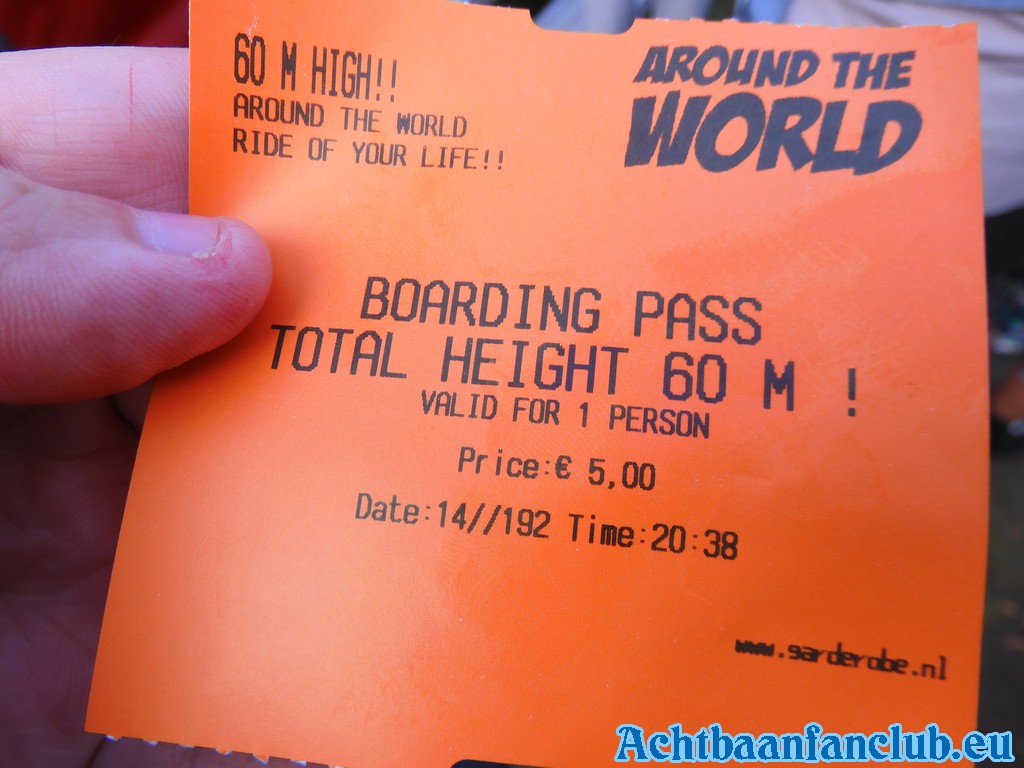 60 M HIGH!!
AROUND THE WORLD
RIDE OF YOUR LIFE!!
AROUND THE
WORLD
BOARDING PASS
TOTAL HEIGHT 60 M !
VALID FOR 1 PERSON
Price:€ 5,00
Date:14//192 Time:20:38
www.garderobe.nl
Achtbaanfanclub.eu